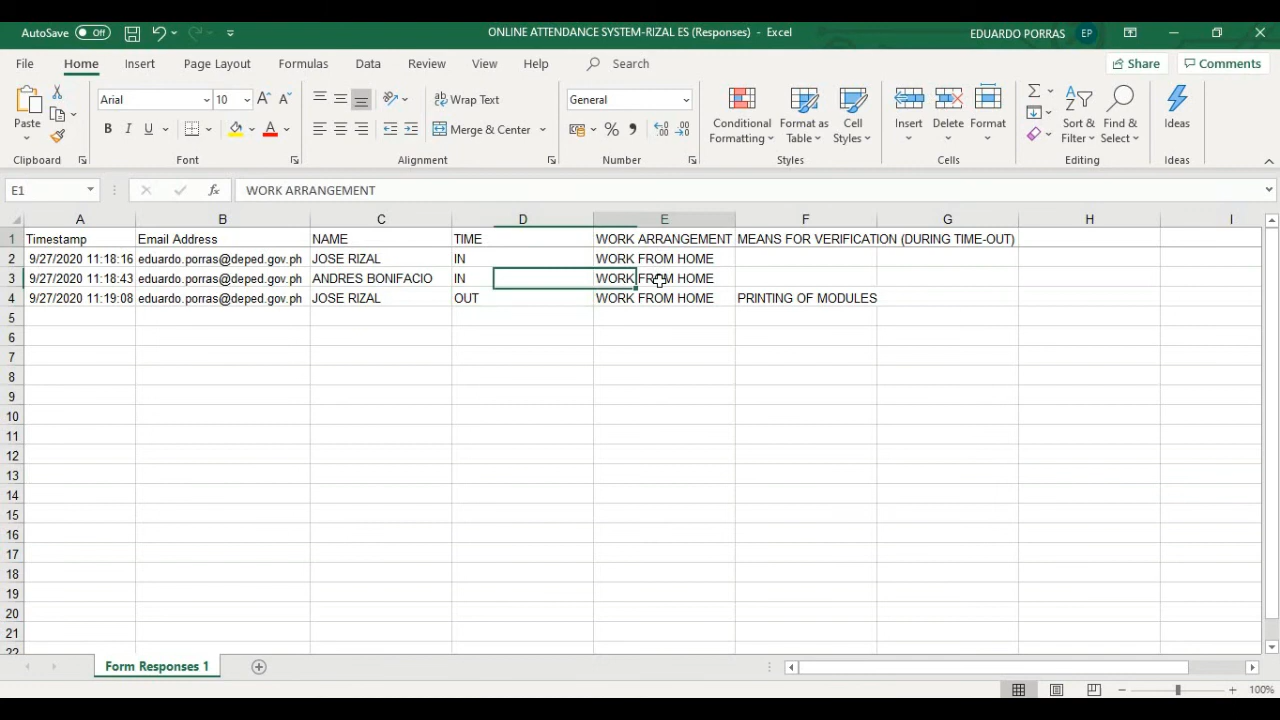 AutoSave Off ONLINE ATTENDANCE SYSTEM-RIZAL ES (Responses) - Excel EDUARDO PORRAS EP
File Home Insert Page Layout Formulas Data Review View Help Search Share Comments
Paste Arial 10 A A Wrap Text General Conditional Formatting Format as Table Cell Styles Insert Delete Format Sort & Filter Find & Select Ideas
B I U A Merge & Center % 9
Clipboard Font Alignment Number Styles Cells Editing Ideas
E1 fx WORK ARRANGEMENT
A B C D E F G H I
1 Timestamp Email Address NAME TIME WORK ARRANGEMENT MEANS FOR VERIFICATION (DURING TIME-OUT)
2 9/27/2020 11:18:16 eduardo.porras@deped.gov.ph JOSE RIZAL IN WORK FROM HOME
3 9/27/2020 11:18:43 eduardo.porras@deped.gov.ph ANDRES BONIFACIO IN WORK FROM HOME
4 9/27/2020 11:19:08 eduardo.porras@deped.gov.ph JOSE RIZAL OUT WORK FROM HOME PRINTING OF MODULES
5
6
7
8
9
10
11
12
13
14
15
16
17
18
19
20
21
22
Form Responses 1
100%